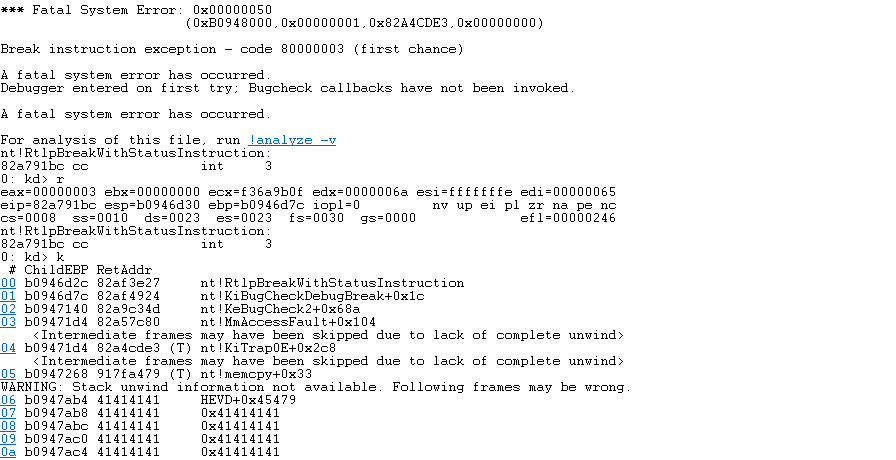 *** Fatal System Error: 0x00000050
(0xB0948000,0x00000001,0x82A4CDE3,0x00000000)
Break instruction exception - code 80000003 (first chance)
A fatal system error has occurred.
Debugger entered on first try; Bugcheck callbacks have not been invoked.
A fatal system error has occurred.
For analysis of this file, run !analyze -v
nt!RtlpBreakWithStatusInstruction:
82a791bc cc int 3
0: kd> r
eax=00000003 ebx=00000000 ecx=f36a9b0f edx=0000006a esi=fffffffe edi=00000065
eip=82a791bc esp=b0946d30 ebp=b0946d7c iopl=0 nv up ei pl zr na pe nc
cs=0008 ss=0010 ds=0023 es=0023 fs=0030 gs=0000 efl=00000246
nt!RtlpBreakWithStatusInstruction:
82a791bc cc int 3
0: kd> k
# ChildEBP RetAddr
00 b0946d2c 82af3e27 nt!RtlpBreakWithStatusInstruction
01 b0946d7c 82af4924 nt!KiBugCheckDebugBreak+0x1c
02 b0947140 82a9c34d nt!KeBugCheck2+0x68a
03 b09471d4 82a57c80 nt!MmAccessFault+0x104
<Intermediate frames may have been skipped due to lack of complete unwind>
04 b09471d4 82a4cde3 (T) nt!KiTrap0E+0x2c8
<Intermediate frames may have been skipped due to lack of complete unwind>
05 b0947268 917fa479 (T) nt!memcpy+0x33
WARNING: Stack unwind information not available. Following frames may be wrong.
06 b0947ab4 41414141 HEVD+0x45479
07 b0947ab8 41414141 0x41414141
08 b0947abc 41414141 0x41414141
09 b0947ac0 41414141 0x41414141
0a b0947ac4 41414141 0x41414141